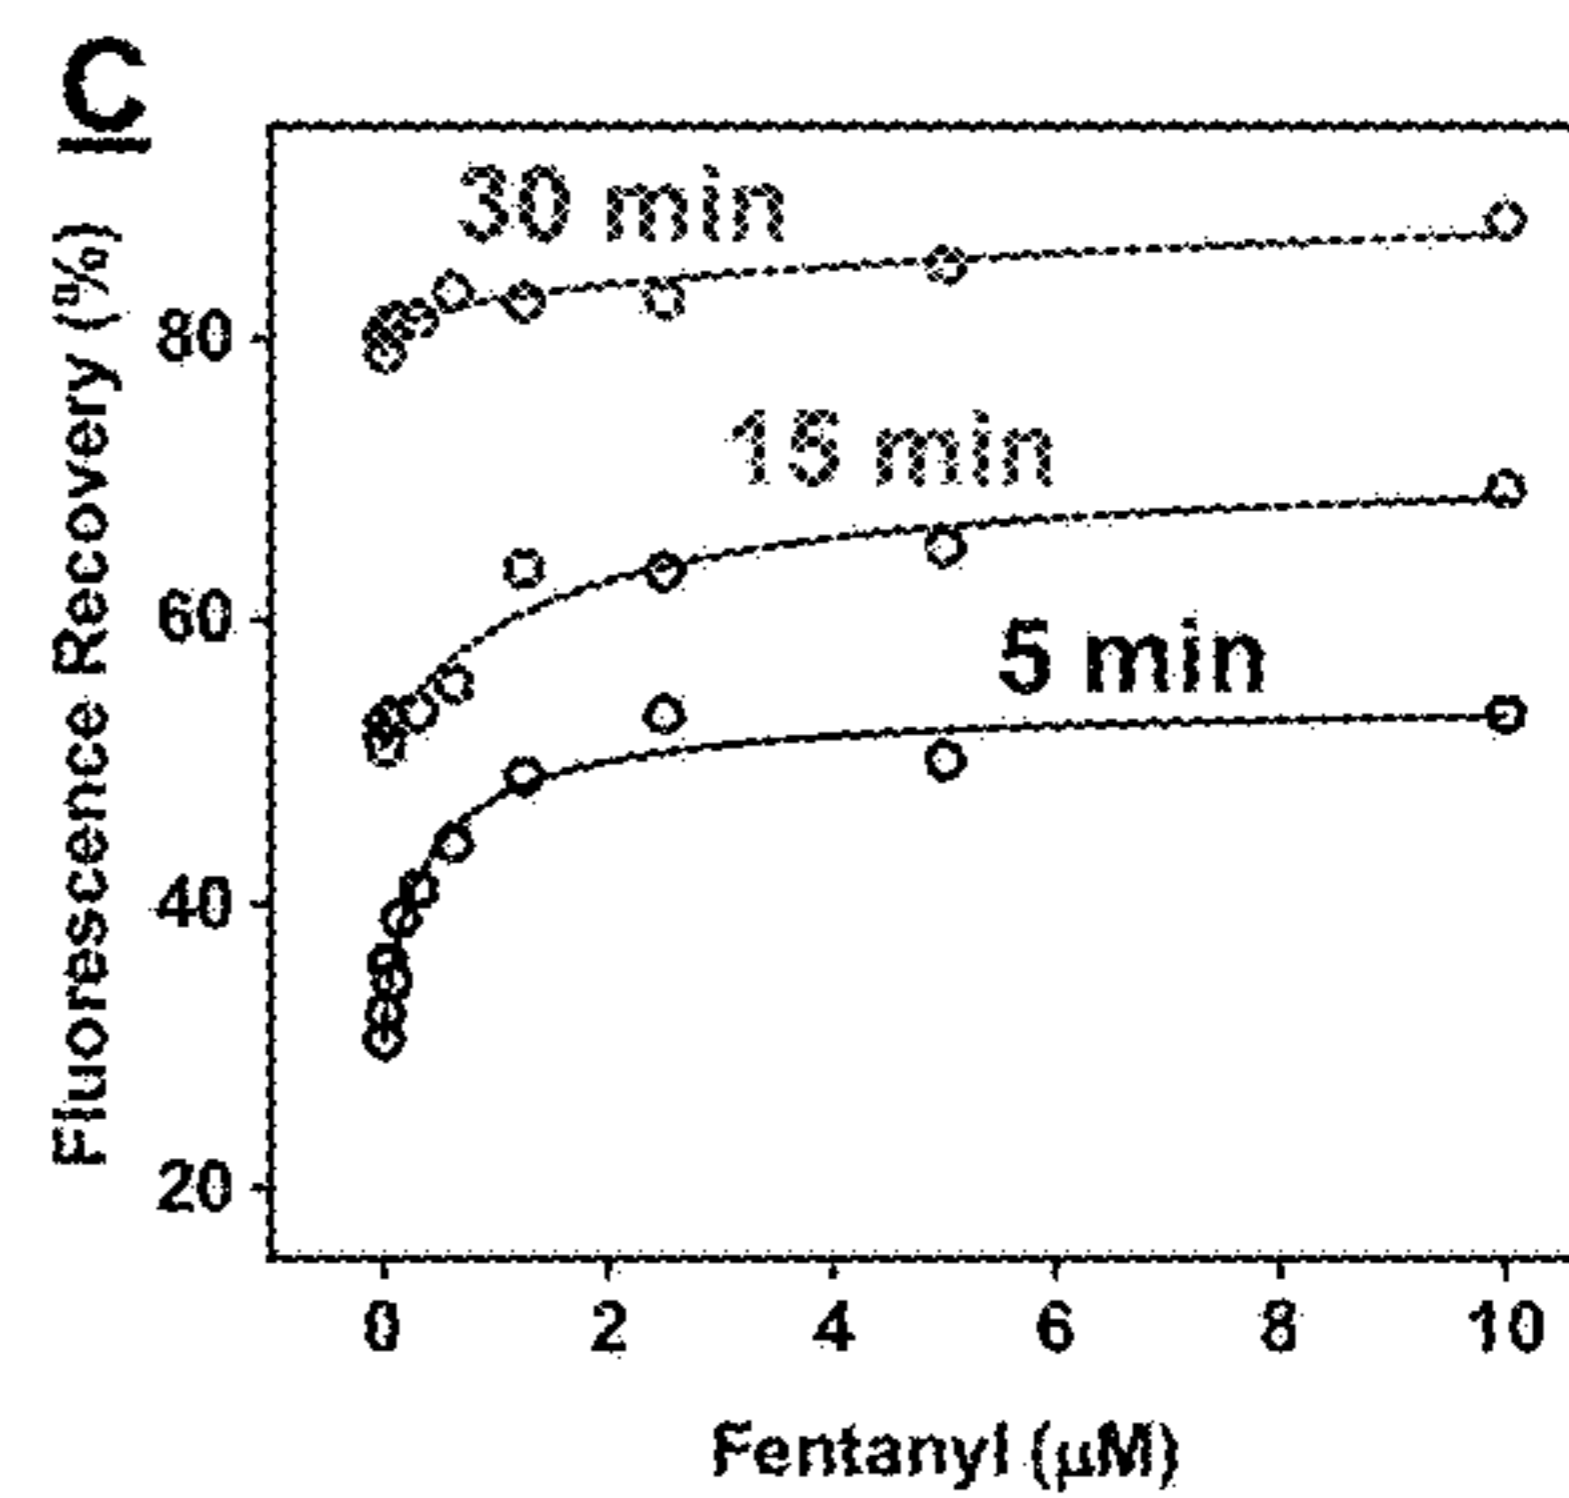 C
30 min
15 min
5 min
Fluorescence Recovery (%)
80
60
40
20
0 2 4 6 8 10
Fentanyl (μM)